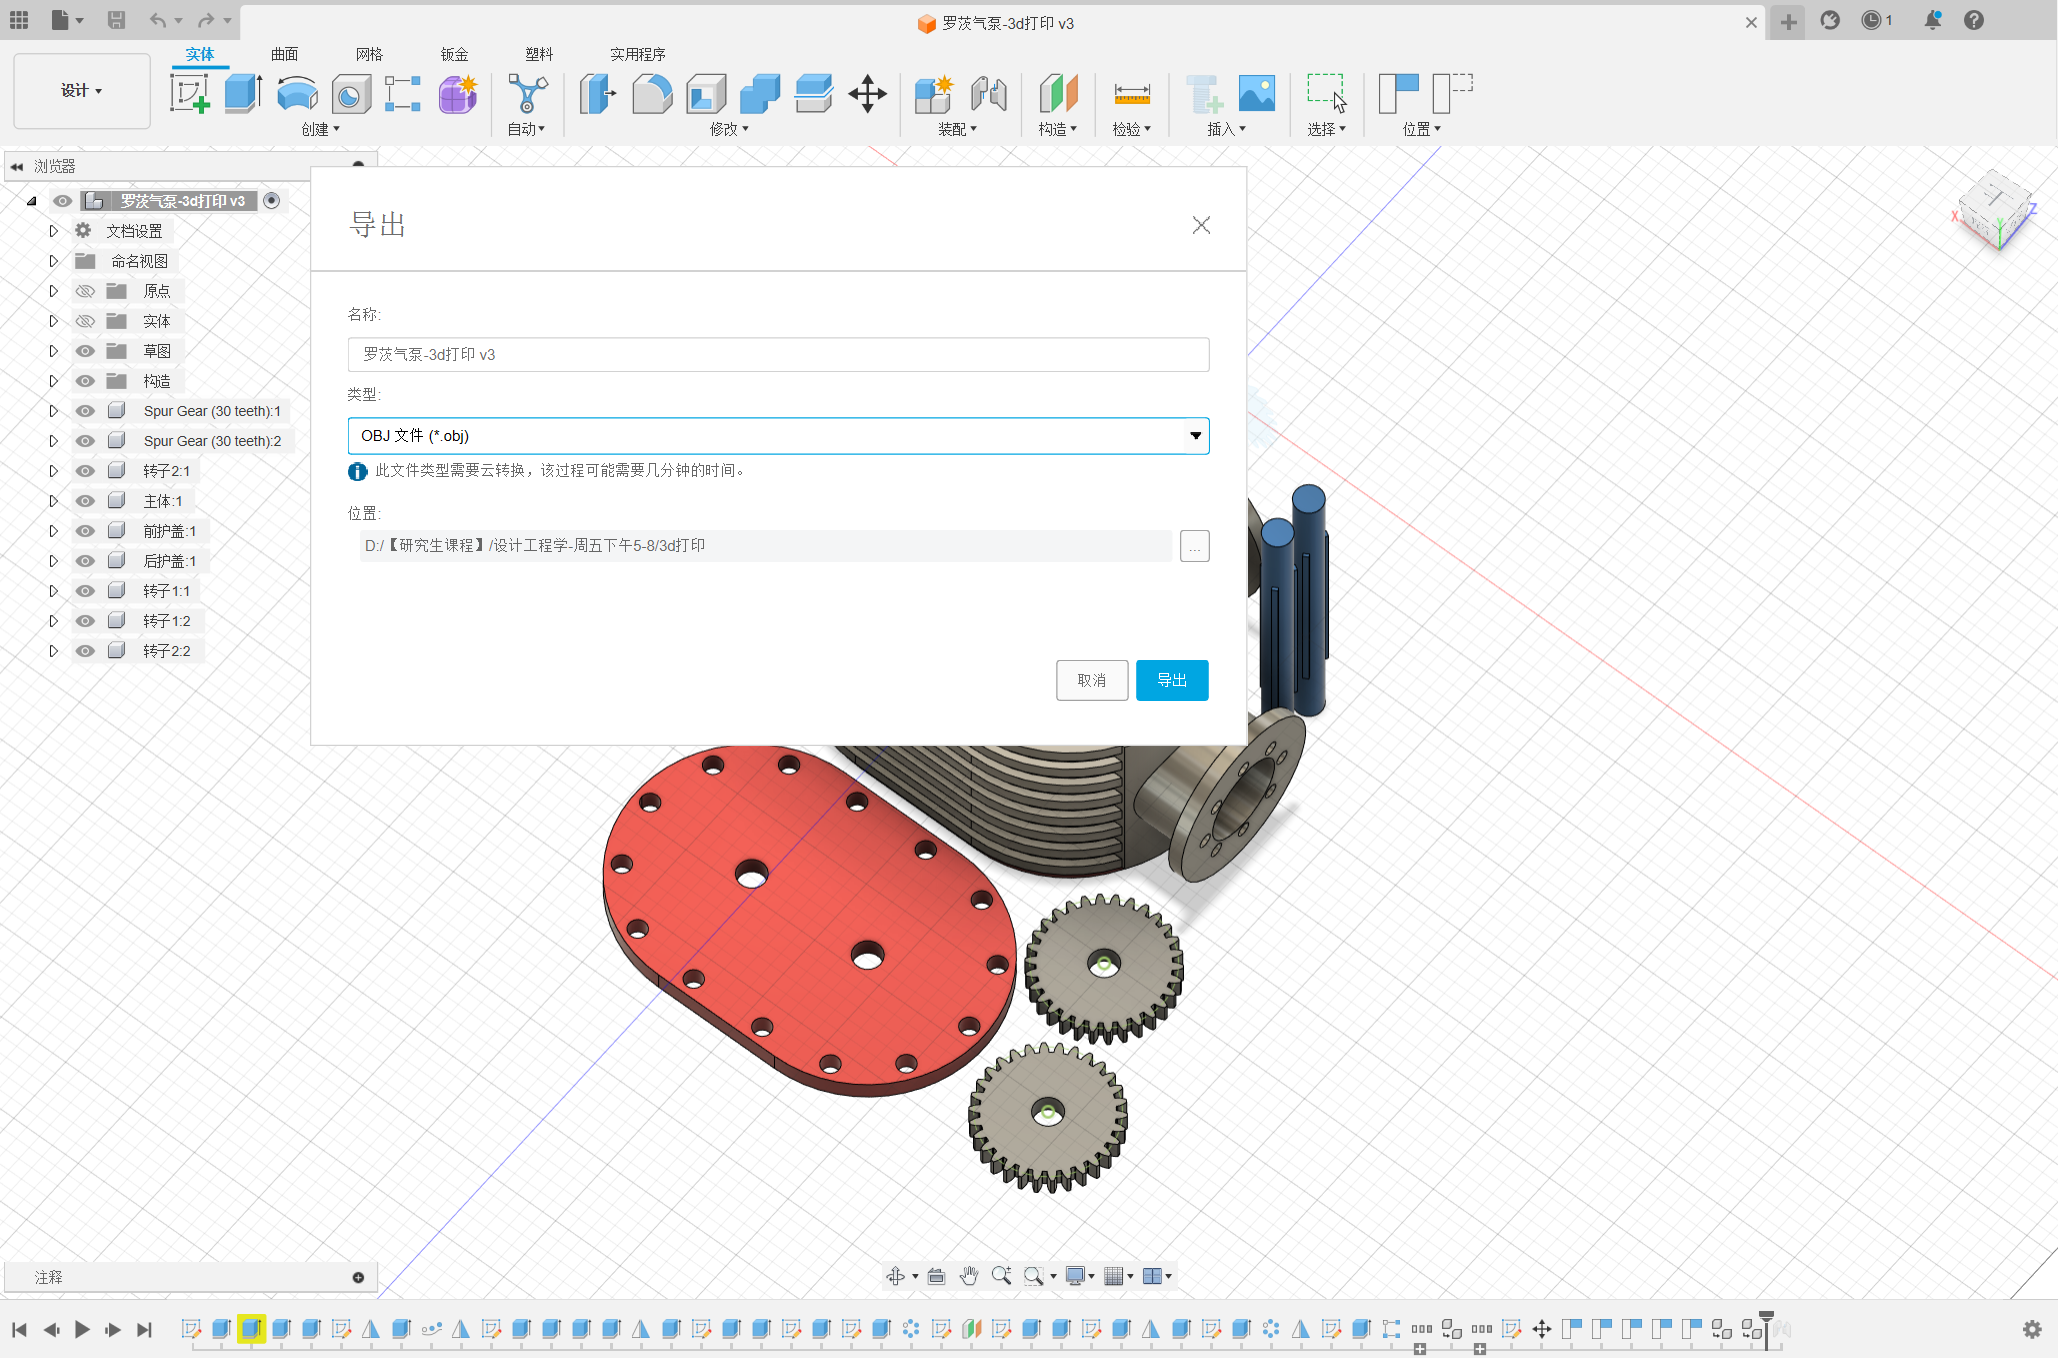 罗茨气泵-3d打印 v3
1
实体 曲面 网格 钣金 塑料 实用程序
设计
创建 自动 修改 装配 构造 检验 插入 选择 位置
浏览器
罗茨气泵-3d打印 v3
文档设置
命名视图
原点
实体
草图
构造
Spur Gear (30 teeth):1
Spur Gear (30 teeth):2
转子2:1
主体:1
前护盖:1
后护盖:1
转子1:1
转子1:2
转子2:2
导出
名称:
罗茨气泵-3d打印 v3
类型:
OBJ 文件 (*.obj)
此文件类型需要云转换，该过程可能需要几分钟的时间。
位置:
D:/【研究生课程】/设计工程学-周五下午5-8/3d打印
...
取消 导出
X Y Z
注释